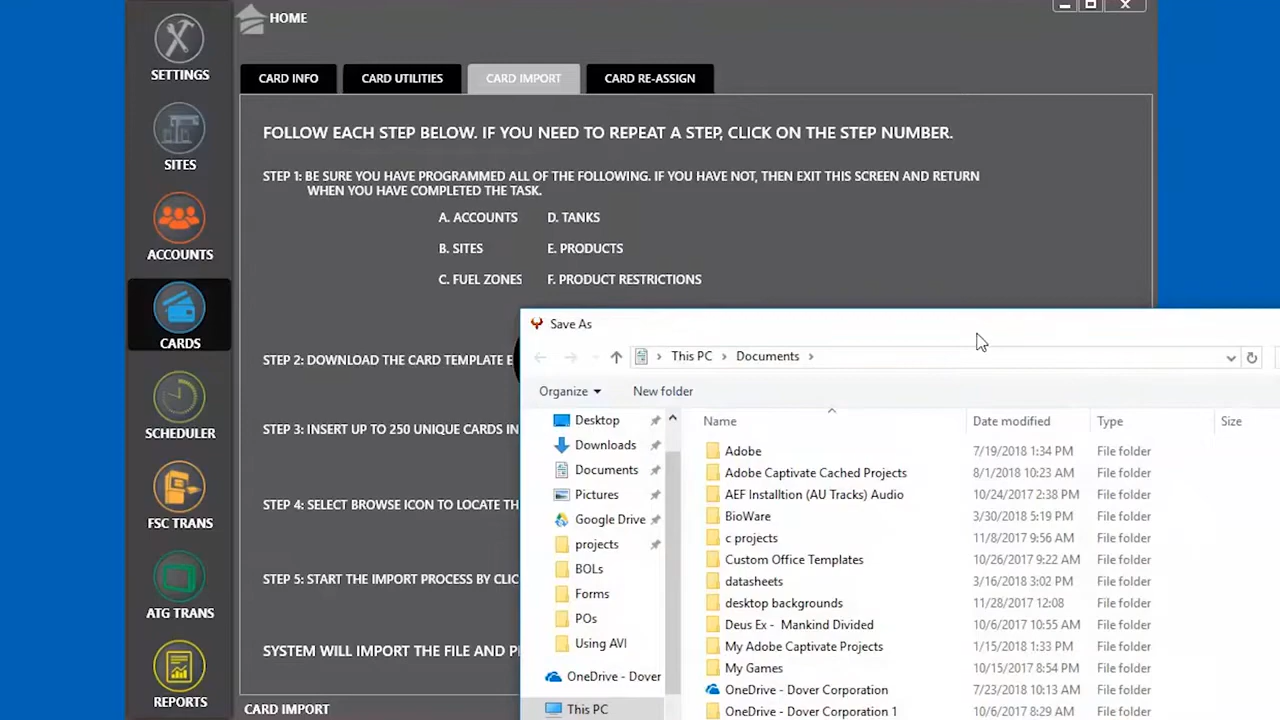 HOME
SETTINGS
SITES
ACCOUNTS
CARDS
SCHEDULER
FSC TRANS
ATG TRANS
REPORTS
CARD INFO
CARD UTILITIES
CARD IMPORT
CARD RE-ASSIGN
FOLLOW EACH STEP BELOW. IF YOU NEED TO REPEAT A STEP, CLICK ON THE STEP NUMBER.
STEP 1: BE SURE YOU HAVE PROGRAMMED ALL OF THE FOLLOWING. IF YOU HAVE NOT, THEN EXIT THIS SCREEN AND RETURN
WHEN YOU HAVE COMPLETED THE TASK.
A. ACCOUNTS D. TANKS
B. SITES E. PRODUCTS
C. FUEL ZONES F. PRODUCT RESTRICTIONS
STEP 2: DOWNLOAD THE CARD TEMPLATE E
STEP 3: INSERT UP TO 250 UNIQUE CARDS IN
STEP 4: SELECT BROWSE ICON TO LOCATE TH
STEP 5: START THE IMPORT PROCESS BY CLIC
SYSTEM WILL IMPORT THE FILE AND
CARD IMPORT
Save As
This PC > Documents >
Organize New folder
Desktop
Downloads
Documents
Pictures
Google Drive
projects
BOLs
Forms
POs
Using AVI
OneDrive - Dover
This PC
Name Date modified Type Size
Adobe 7/19/2018 1:34 PM File folder
Adobe Captivate Cached Projects 8/1/2018 10:23 AM File folder
AEF Installtion (AU Tracks) Audio 10/24/2017 2:38 PM File folder
BioWare 3/30/2018 5:19 PM File folder
c projects 11/8/2017 9:56 AM File folder
Custom Office Templates 10/26/2017 9:22 AM File folder
datasheets 3/16/2018 3:02 PM File folder
desktop backgrounds 11/28/2017 12:08 File folder
Deus Ex - Mankind Divided 10/6/2017 10:55 AM File folder
My Adobe Captivate Projects 1/15/2018 1:33 PM File folder
My Games 10/15/2017 8:54 PM File folder
OneDrive - Dover Corporation 7/23/2018 10:13 AM File folder
OneDrive - Dover Corporation 1 10/6/2017 8:29 AM File folder